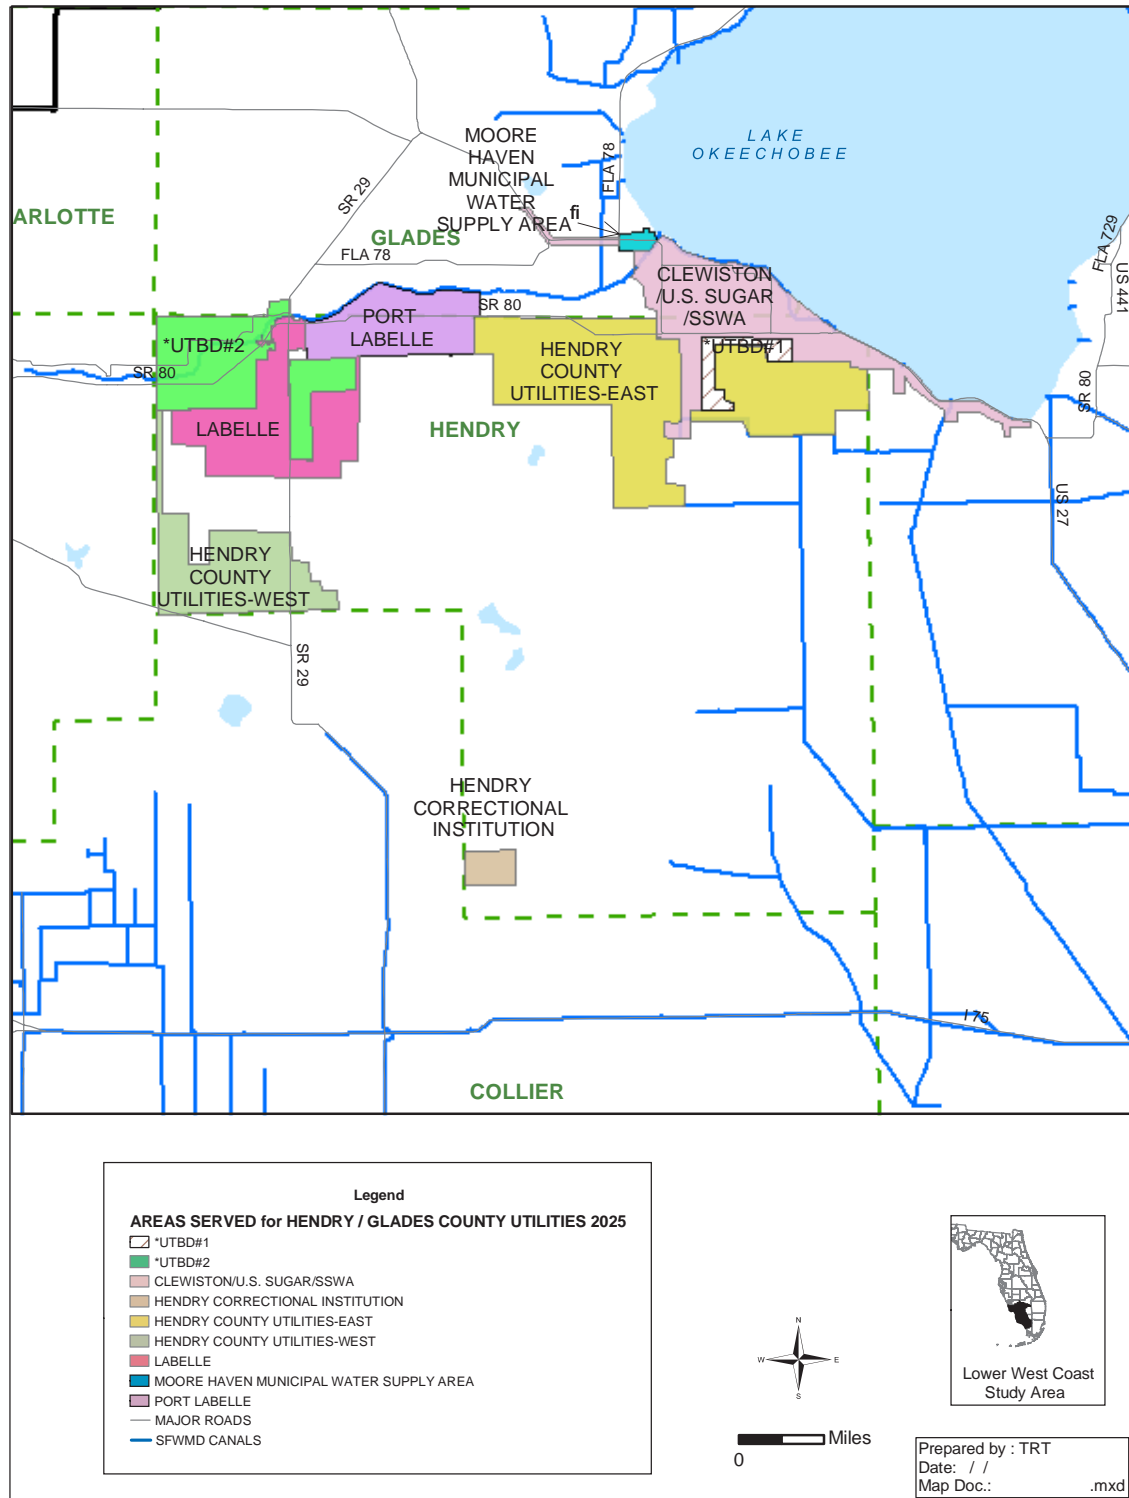 LAKE
OKEECHOBEE
MOORE
HAVEN
MUNICIPAL
WATER
SUPPLY AREA
fi
FLA 78
SR 29
ARLOTTE
GLADES
FLA 78
FLA 729
US 441
CLEWISTON
/U.S. SUGAR
/SSWA
SR 80
PORT
LABELLE
*UTBD#2
*UTBD#1
HENDRY
COUNTY
UTILITIES-EAST
SR 80
SR 80
LABELLE
HENDRY
US 27
HENDRY
COUNTY
UTILITIES-WEST
SR 29
HENDRY
CORRECTIONAL
INSTITUTION
I 75
COLLIER
Legend
AREAS SERVED for HENDRY / GLADES COUNTY UTILITIES 2025
*UTBD#1
*UTBD#2
CLEWISTON/U.S. SUGAR/SSWA
HENDRY CORRECTIONAL INSTITUTION
HENDRY COUNTY UTILITIES-EAST
HENDRY COUNTY UTILITIES-WEST
LABELLE
MOORE HAVEN MUNICIPAL WATER SUPPLY AREA
PORT LABELLE
MAJOR ROADS
SFWMD CANALS
N
W E
S
Miles
0
Lower West Coast
Study Area
Prepared by : TRT
Date: / /
Map Doc.: .mxd